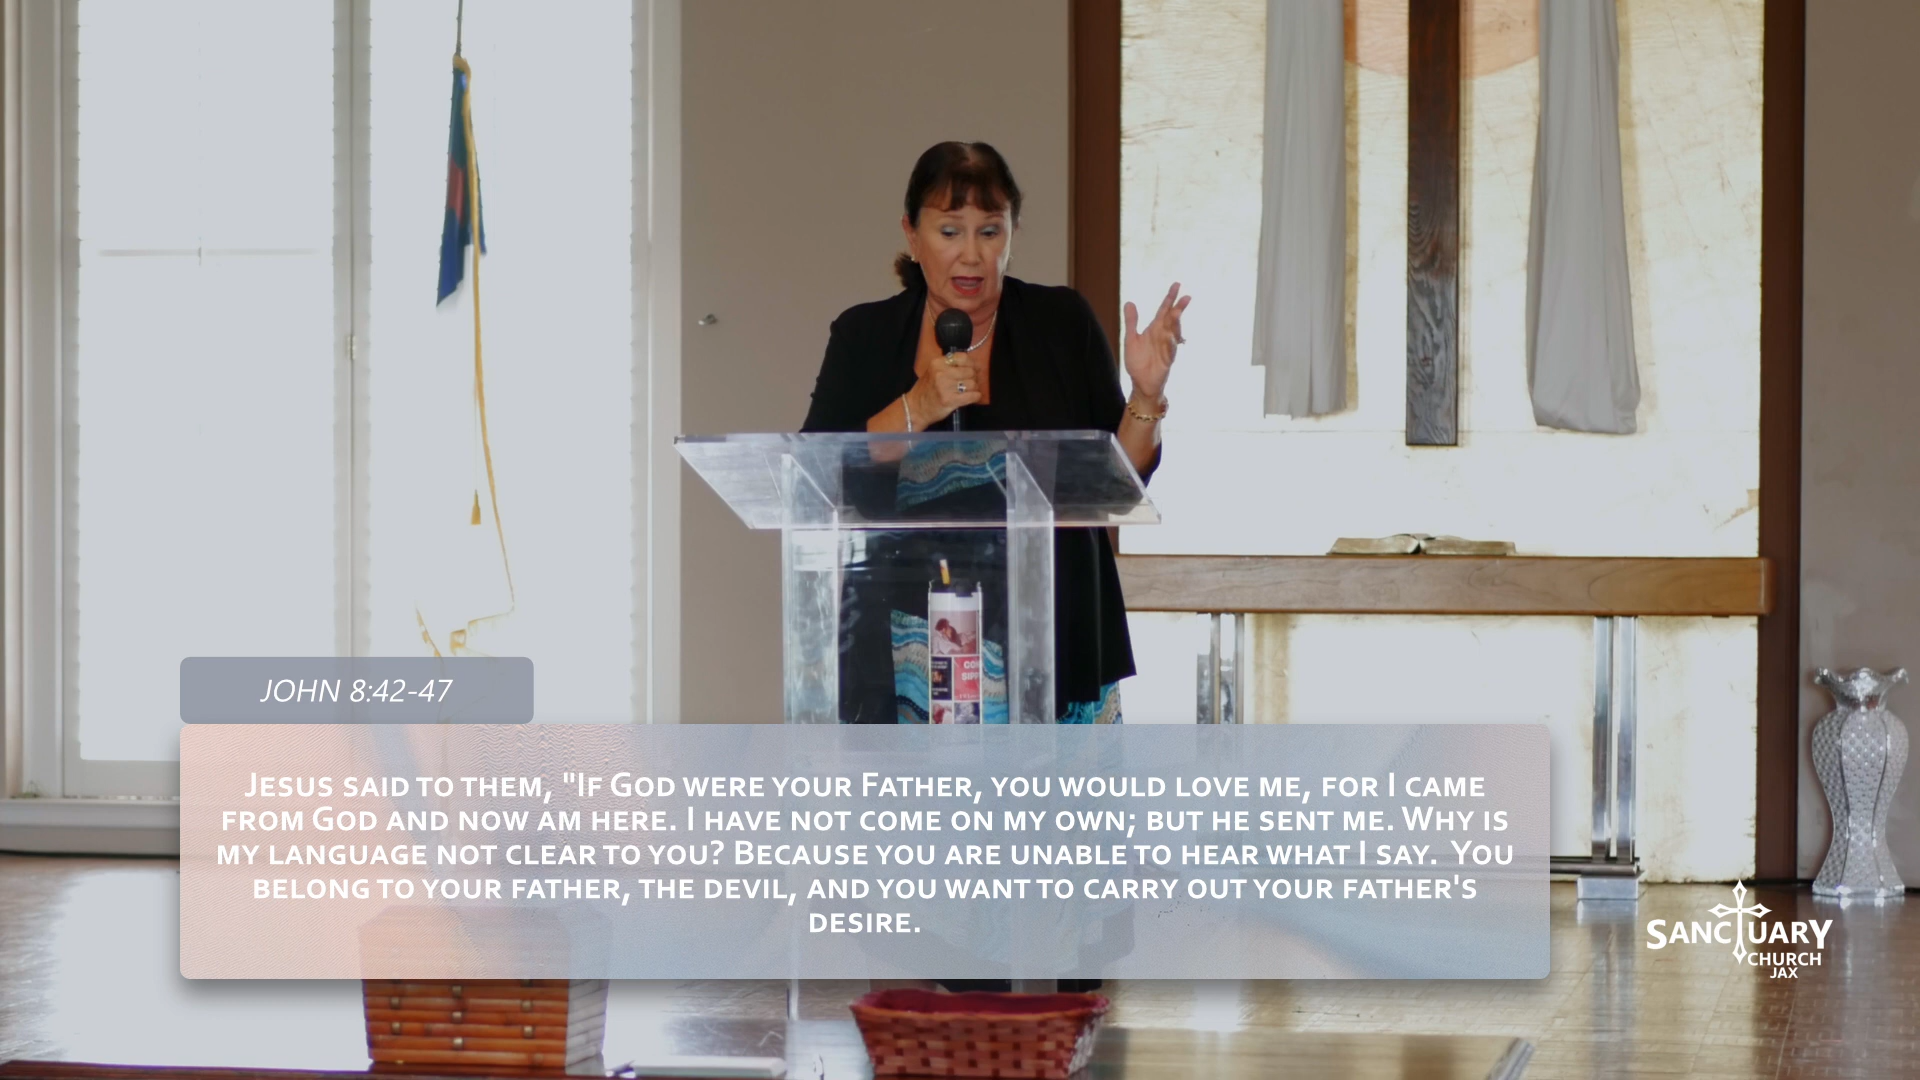 JOHN 8:42-47
JESUS SAID TO THEM, "IF GOD WERE YOUR FATHER, YOU WOULD LOVE ME, FOR I CAME
FROM GOD AND NOW AM HERE. I HAVE NOT COME ON MY OWN; BUT HE SENT ME. WHY IS
MY LANGUAGE NOT CLEAR TO YOU? BECAUSE YOU ARE UNABLE TO HEAR WHAT I SAY. YOU
BELONG TO YOUR FATHER, THE DEVIL, AND YOU WANT TO CARRY OUT YOUR FATHER'S
DESIRE.
SANCTUARY
CHURCH
JAX